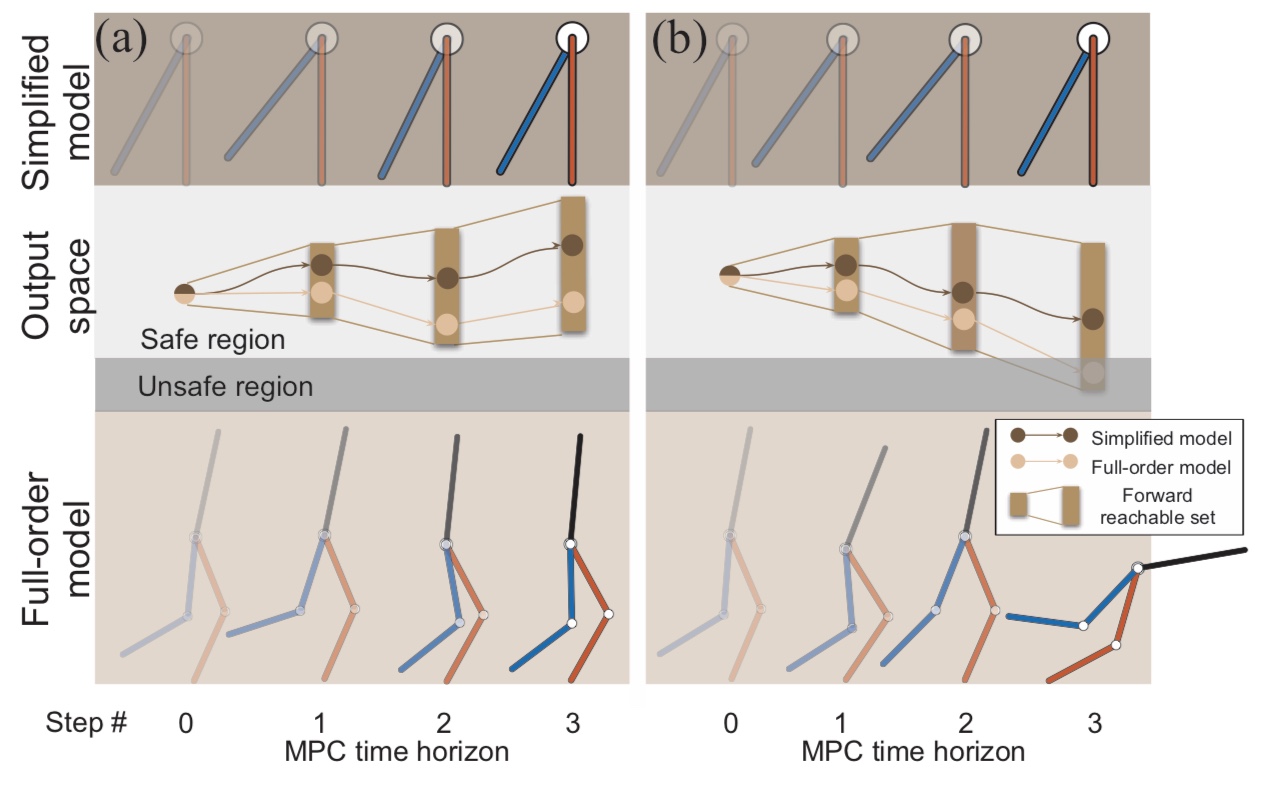 (a)
(b)
Simplified
model
Output
space
Safe region
Unsafe region
Simplified model
Full-order model
Forward
reachable set
Full-order
model
Step #
0
1
2
3
0
1
2
3
MPC time horizon
MPC time horizon